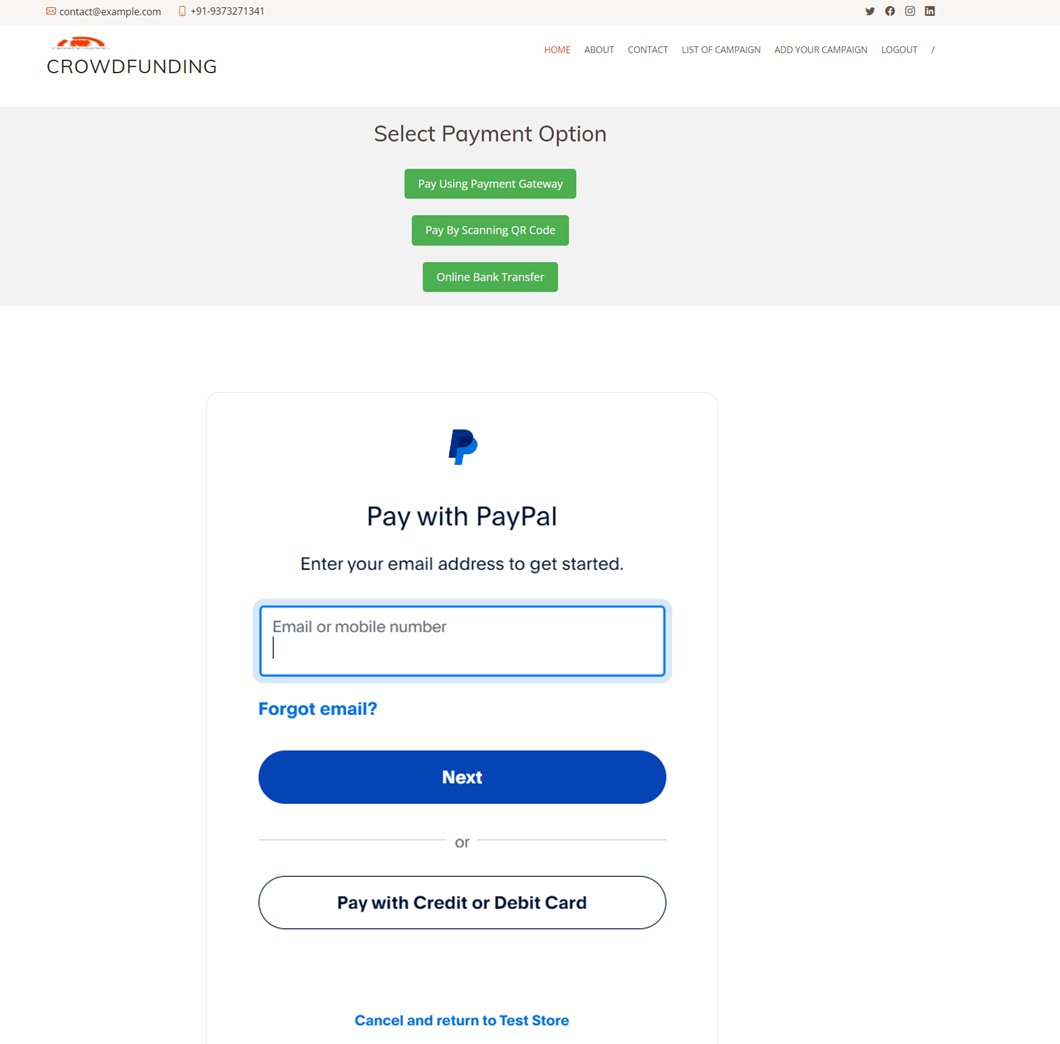 contact@example.com +91-9373271341
CROWDFUNDING
HOME ABOUT CONTACT LIST OF CAMPAIGN ADD YOUR CAMPAIGN LOGOUT /
Select Payment Option
Pay Using Payment Gateway
Pay By Scanning QR Code
Online Bank Transfer
Pay with PayPal
Enter your email address to get started.
Email or mobile number
Forgot email?
Next
or
Pay with Credit or Debit Card
Cancel and return to Test Store